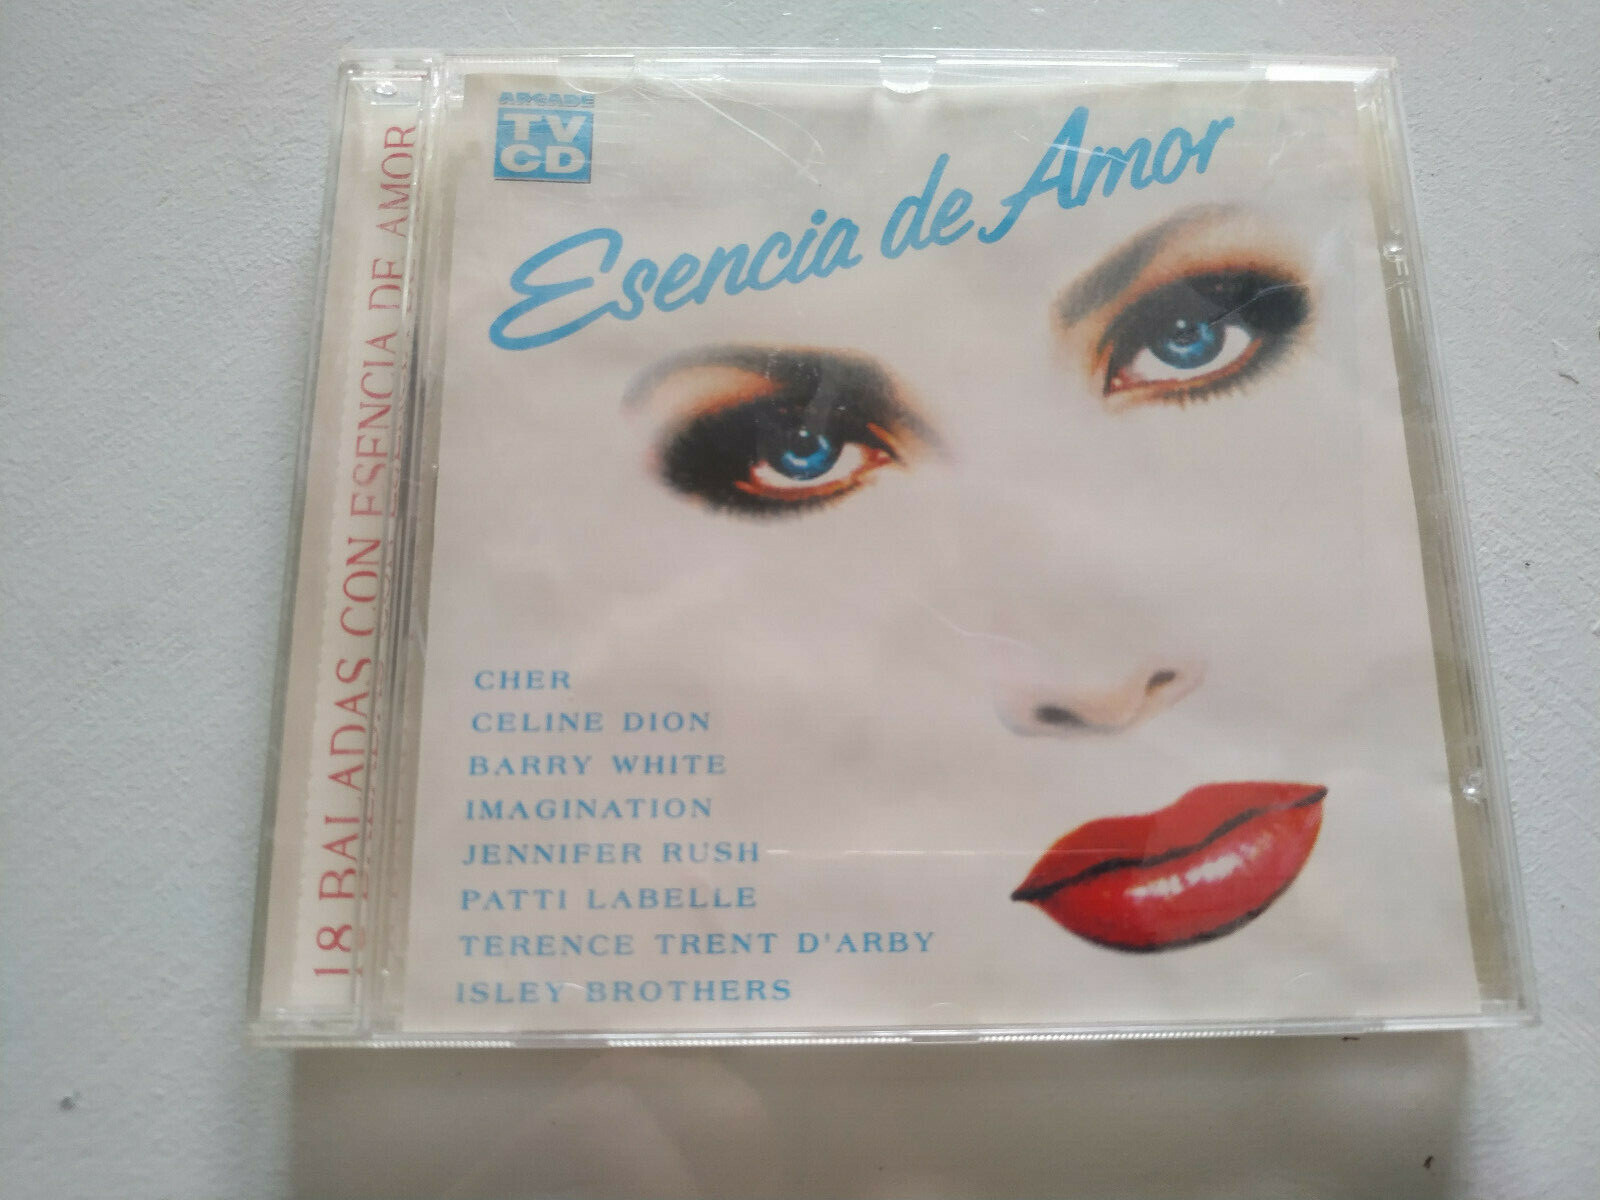 ARCADE
TV
CD
Esencia de Amor
CHER
CELINE DION
BARRY WHITE
IMAGINATION
JENNIFER RUSH
PATTI LABELLE
TERENCE TRENT D'ARBY
ISLEY BROTHERS
18 BALADAS CON ESENCIA DE AMOR